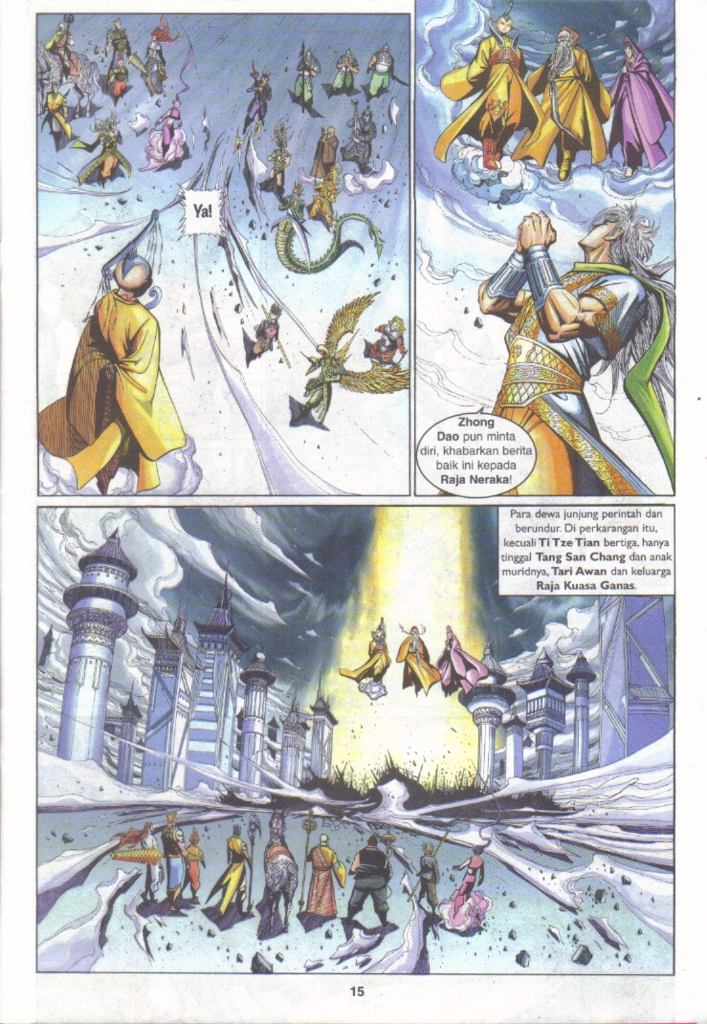 Ya!
Zhong
Dao pun minta
diri, khabarkan berita
baik ini kepada
Raja Neraka!
Para dewa junjung perintah dan
berundur. Di perkarangan itu,
kecuali Ti Tze Tian bertiga, hanya
tinggal Tang San Chang dan anak
muridnya, Tari Awan dan keluarga
Raja Kuasa Ganas.
15